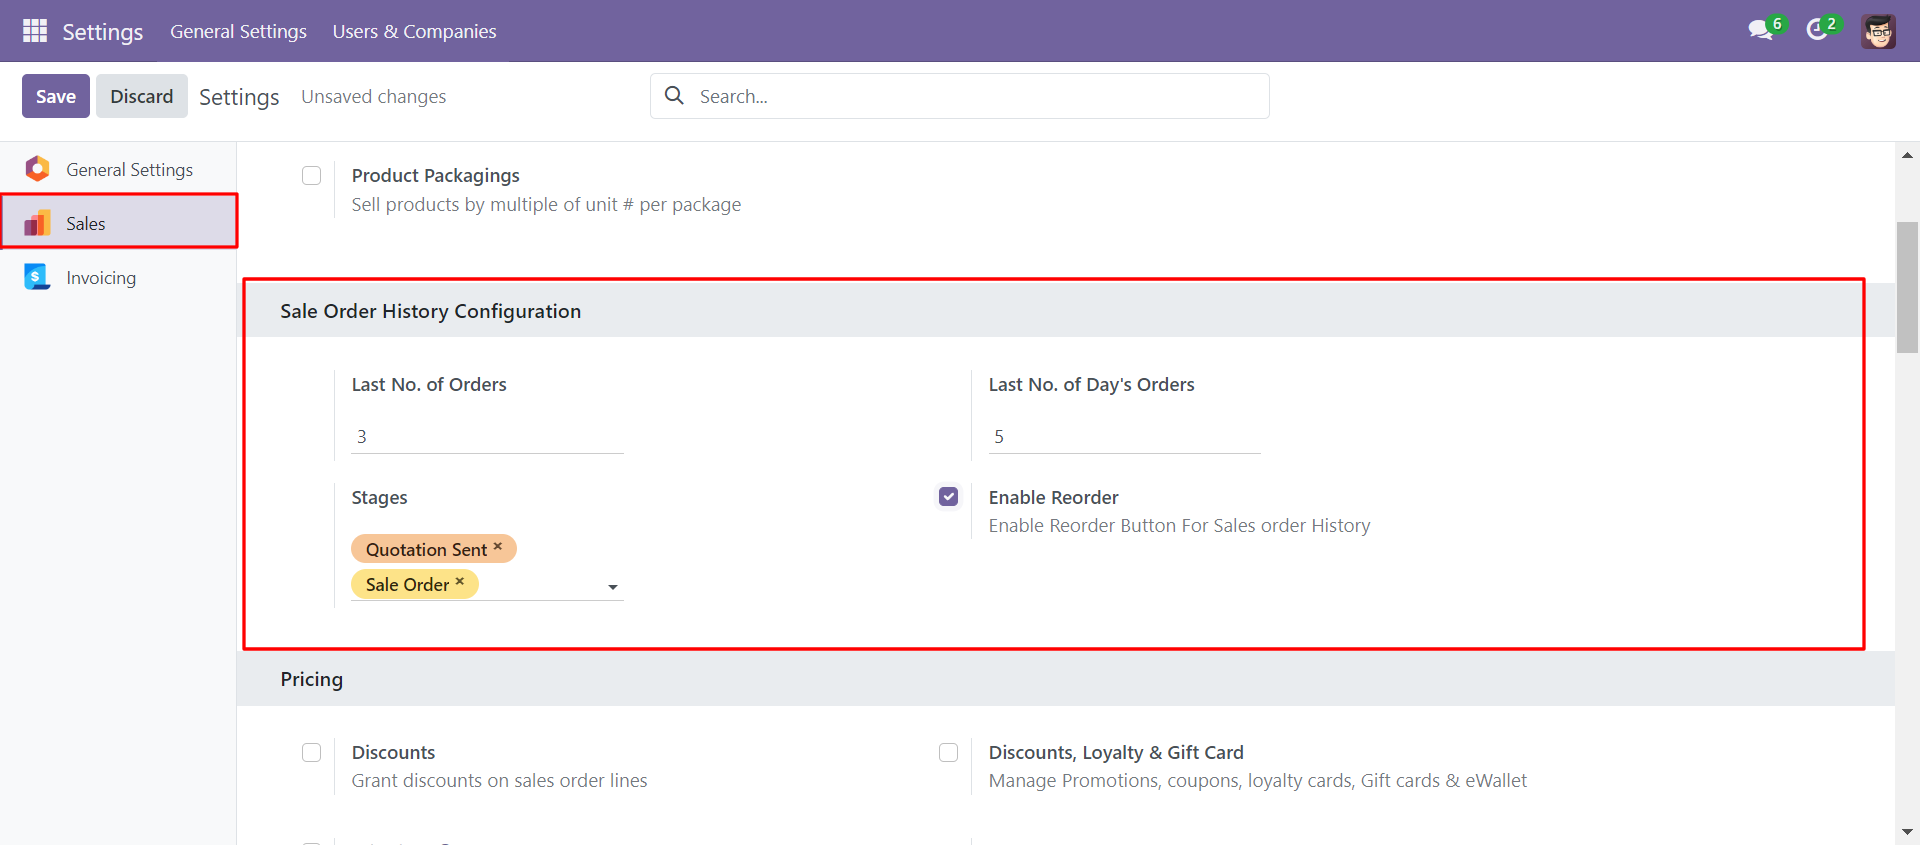 Settings General Settings Users & Companies 6 2
Save Discard Settings Unsaved changes Search...
General Settings
Sales
Invoicing
Product Packagings
Sell products by multiple of unit # per package
Sale Order History Configuration
Last No. of Orders Last No. of Day's Orders
3 5
Stages Enable Reorder
Enable Reorder Button For Sales order History
Quotation Sent ×
Sale Order ×
Pricing
Discounts Discounts, Loyalty & Gift Card
Grant discounts on sales order lines Manage Promotions, coupons, loyalty cards, Gift cards & eWallet